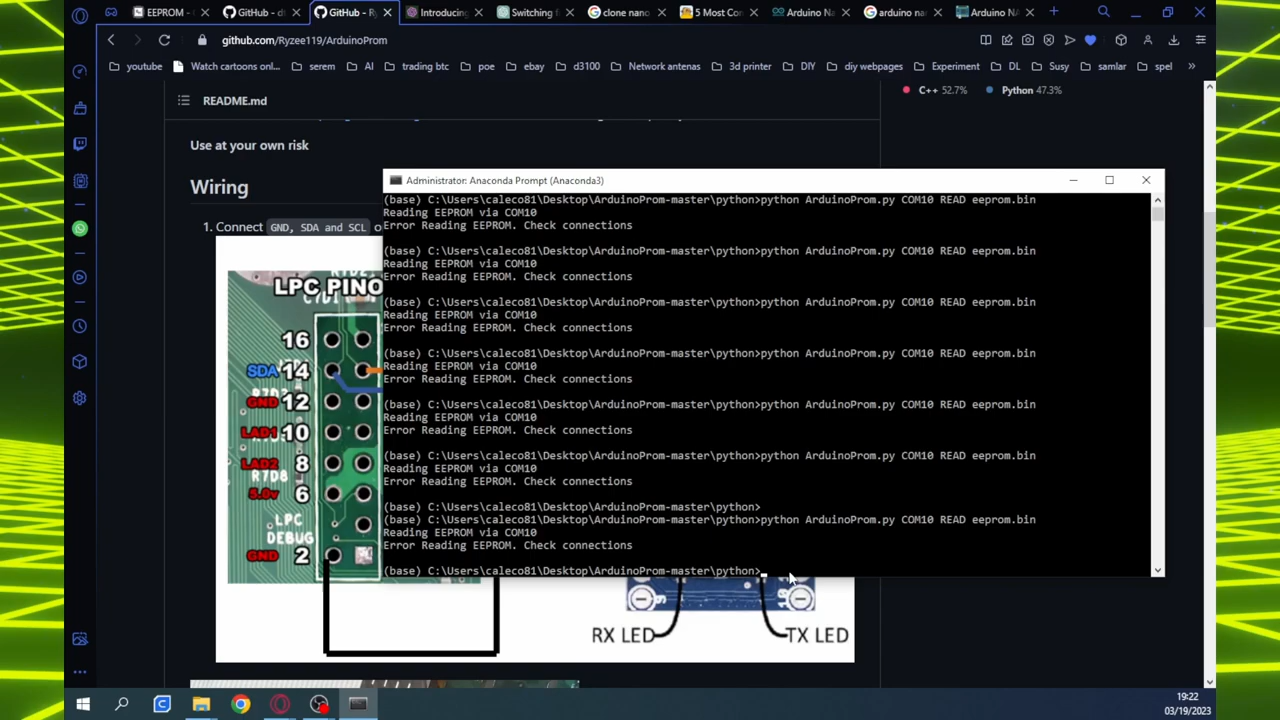 EEPROM - C
GitHub - dt
GitHub - Ry
Introducing
Switching f
clone nano
5 Most Con
Arduino Na
arduino nar
Arduino NA
github.com/Ryzee119/ArduinoProm
youtube
Watch cartoons onl...
serem
AI
trading btc
poe
ebay
d3100
Network antenas
3d printer
DIY
diy webpages
Experiment
DL
Susy
samlar
spel
»
README.md
C++ 52.7%
Python 47.3%
Use at your own risk
Wiring
1. Connect GND, SDA and SCL o
Administrator: Anaconda Prompt (Anaconda3)
(base) C:\Users\caleco81\Desktop\ArduinoProm-master\python>python ArduinoProm.py COM10 READ eeprom.bin
Reading EEPROM via COM10
Error Reading EEPROM. Check connections
(base) C:\Users\caleco81\Desktop\ArduinoProm-master\python>python ArduinoProm.py COM10 READ eeprom.bin
Reading EEPROM via COM10
Error Reading EEPROM. Check connections
(base) C:\Users\caleco81\Desktop\ArduinoProm-master\python>python ArduinoProm.py COM10 READ eeprom.bin
Reading EEPROM via COM10
Error Reading EEPROM. Check connections
(base) C:\Users\caleco81\Desktop\ArduinoProm-master\python>python ArduinoProm.py COM10 READ eeprom.bin
Reading EEPROM via COM10
Error Reading EEPROM. Check connections
(base) C:\Users\caleco81\Desktop\ArduinoProm-master\python>python ArduinoProm.py COM10 READ eeprom.bin
Reading EEPROM via COM10
Error Reading EEPROM. Check connections
(base) C:\Users\caleco81\Desktop\ArduinoProm-master\python>python ArduinoProm.py COM10 READ eeprom.bin
Reading EEPROM via COM10
Error Reading EEPROM. Check connections
(base) C:\Users\caleco81\Desktop\ArduinoProm-master\python>
(base) C:\Users\caleco81\Desktop\ArduinoProm-master\python>python ArduinoProm.py COM10 READ eeprom.bin
Reading EEPROM via COM10
Error Reading EEPROM. Check connections
(base) C:\Users\caleco81\Desktop\ArduinoProm-master\python>
LPC PINO
16
SDA 14
GND 12
LAD1 10
LAD2 8
R7D8
5.0v 6
LPC
DEBUG
GND 2
RX LED
TX LED
19:22
03/19/2023